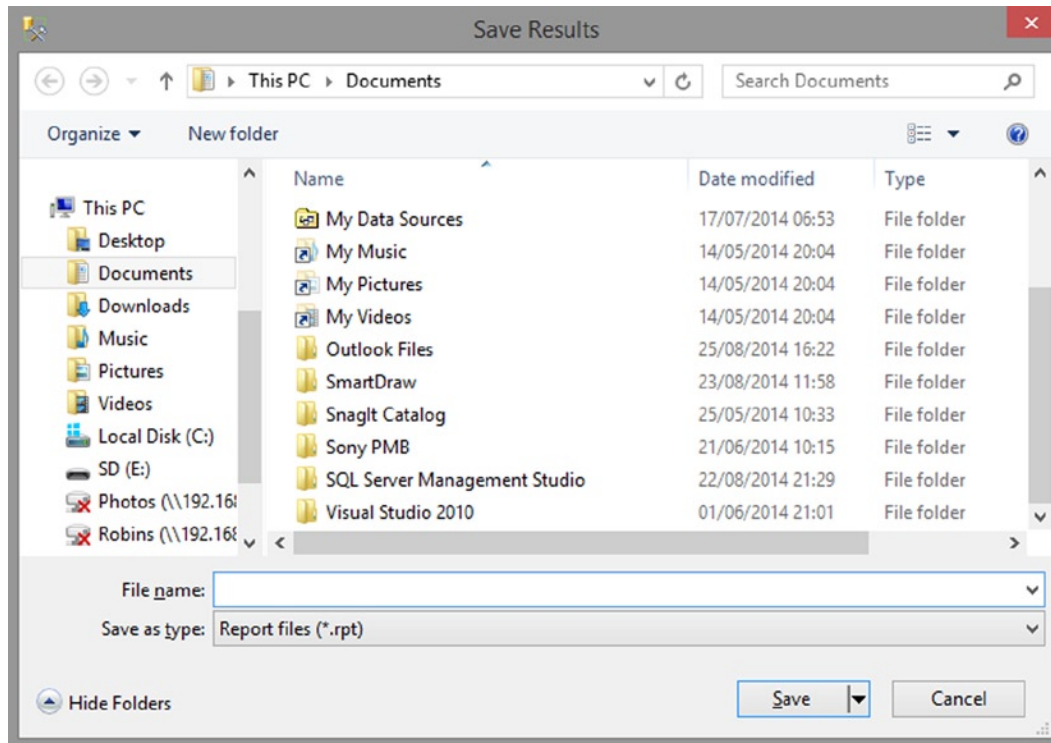 Save Results
This PC Documents Search Documents
Organize New folder
Name Date modified Type
This PC
Desktop
Documents
Downloads
Music
Pictures
Videos
Local Disk (C:)
SD (E:)
Photos (\\192.168
Robins (\\192.168
My Data Sources 17/07/2014 06:53 File folder
My Music 14/05/2014 20:04 File folder
My Pictures 14/05/2014 20:04 File folder
My Videos 14/05/2014 20:04 File folder
Outlook Files 25/08/2014 16:22 File folder
SmartDraw 23/08/2014 11:58 File folder
SnagIt Catalog 25/05/2014 10:33 File folder
Sony PMB 21/06/2014 10:15 File folder
SQL Server Management Studio 22/08/2014 21:29 File folder
Visual Studio 2010 01/06/2014 21:01 File folder
File name:
Save as type: Report files (*.rpt)
Hide Folders Save Cancel